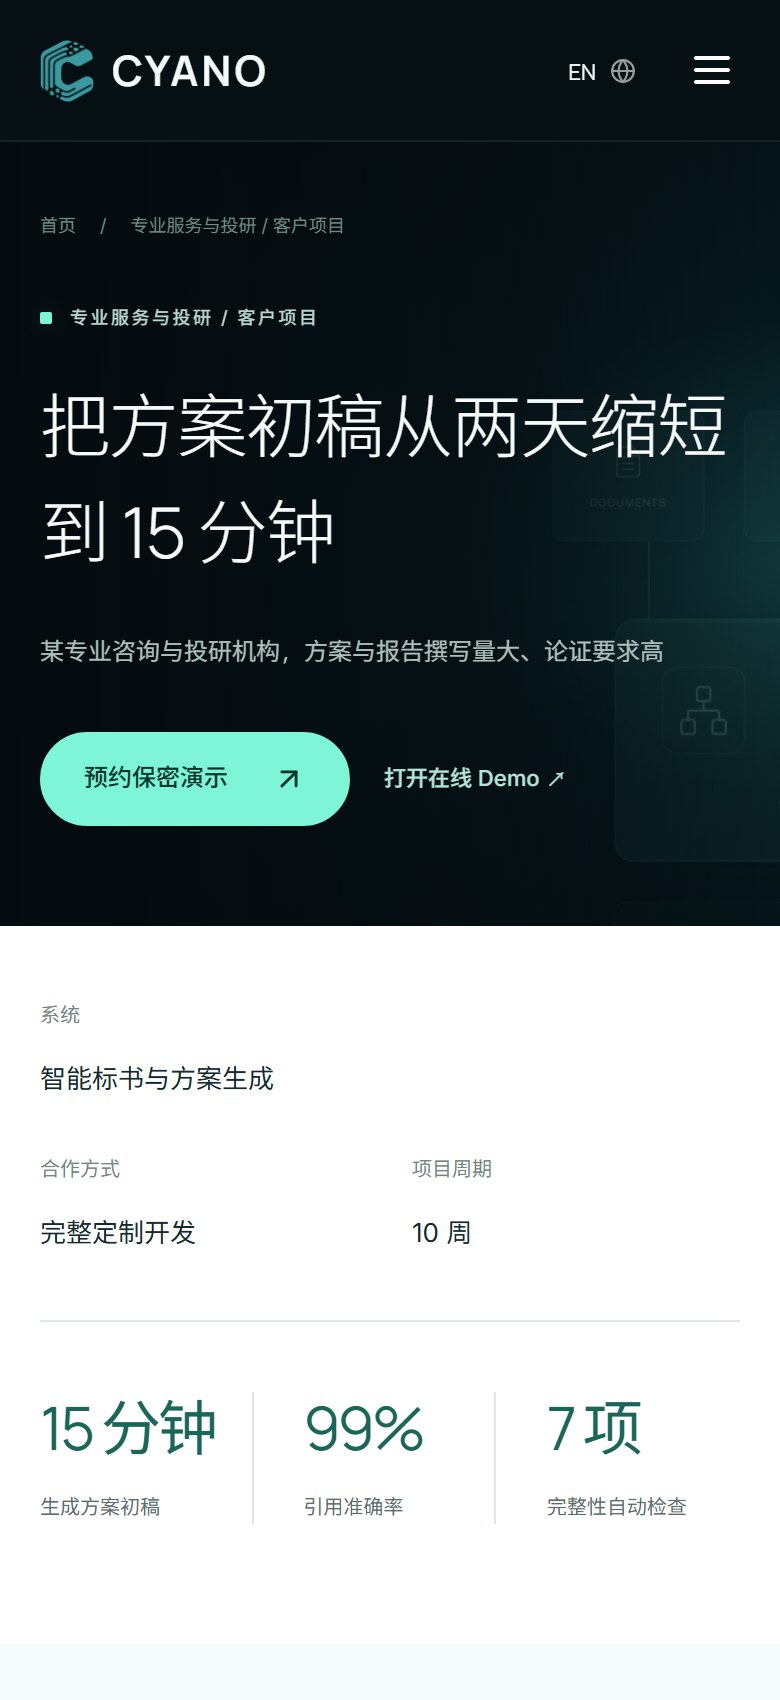 CYANO
EN
首页 / 专业服务与投研 / 客户项目
专业服务与投研 / 客户项目
把方案初稿从两天缩短
到 15 分钟
DOCUMENTS
某专业咨询与投研机构，方案与报告撰写量大、论证要求高
预约保密演示
打开在线 Demo ↗
系统
智能标书与方案生成
合作方式
项目周期
完整定制开发
10 周
15 分钟
99%
7 项
生成方案初稿
引用准确率
完整性自动检查